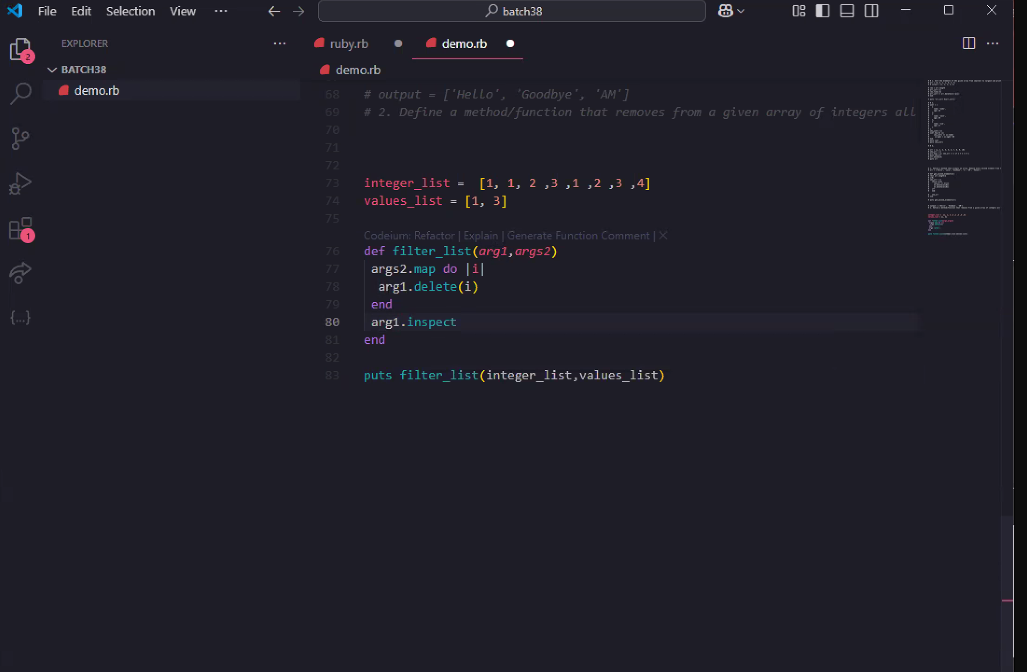 File Edit Selection View ··· ← → batch38
EXPLORER ···
BATCH38
demo.rb
2
1
ruby.rb ● demo.rb ●
demo.rb
68 # output = ['Hello', 'Goodbye', 'AM']
69 # 2. Define a method/function that removes from a given array of integers all
70
71
72
73 integer_list =  [1, 1, 2 ,3 ,1 ,2 ,3 ,4]
74 values_list = [1, 3]
75
Codeium: Refactor | Explain | Generate Function Comment | ×
76 def filter_list(arg1,args2)
77 args2.map do |i|
78 arg1.delete(i)
79 end
80 arg1.inspect
81 end
82
83 puts filter_list(integer_list,values_list)